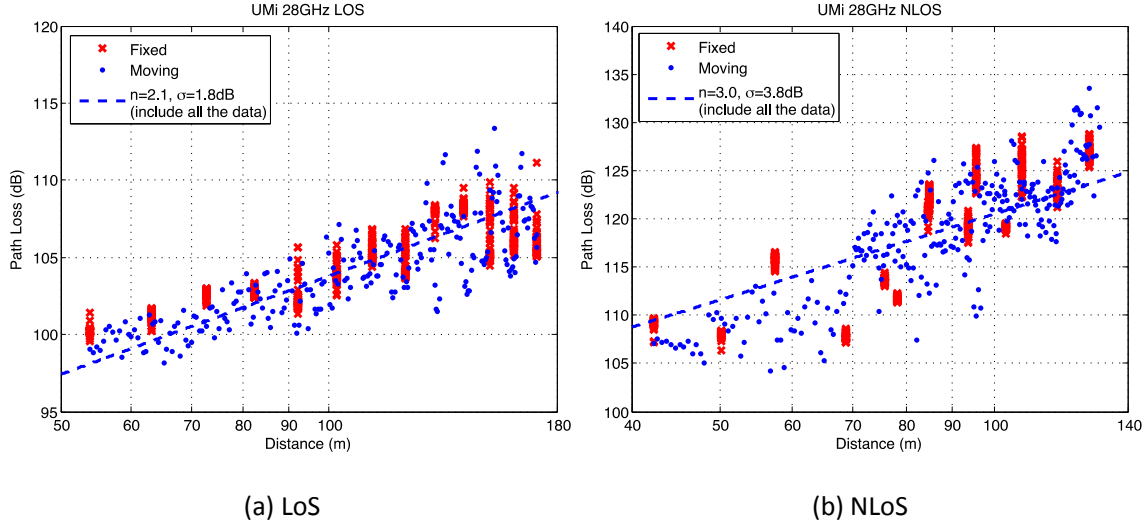 UMi 28GHz LOS
120
115
110
105
100
95
Path Loss (dB)
Fixed
Moving
n=2.1, σ=1.8dB
(include all the data)
50 60 70 80 90 100 180
Distance (m)
(a) LoS
UMi 28GHz NLOS
140
135
130
125
120
115
110
105
100
Path Loss (dB)
Fixed
Moving
n=3.0, σ=3.8dB
(include all the data)
40 50 60 70 80 90 100 140
Distance (m)
(b) NLoS